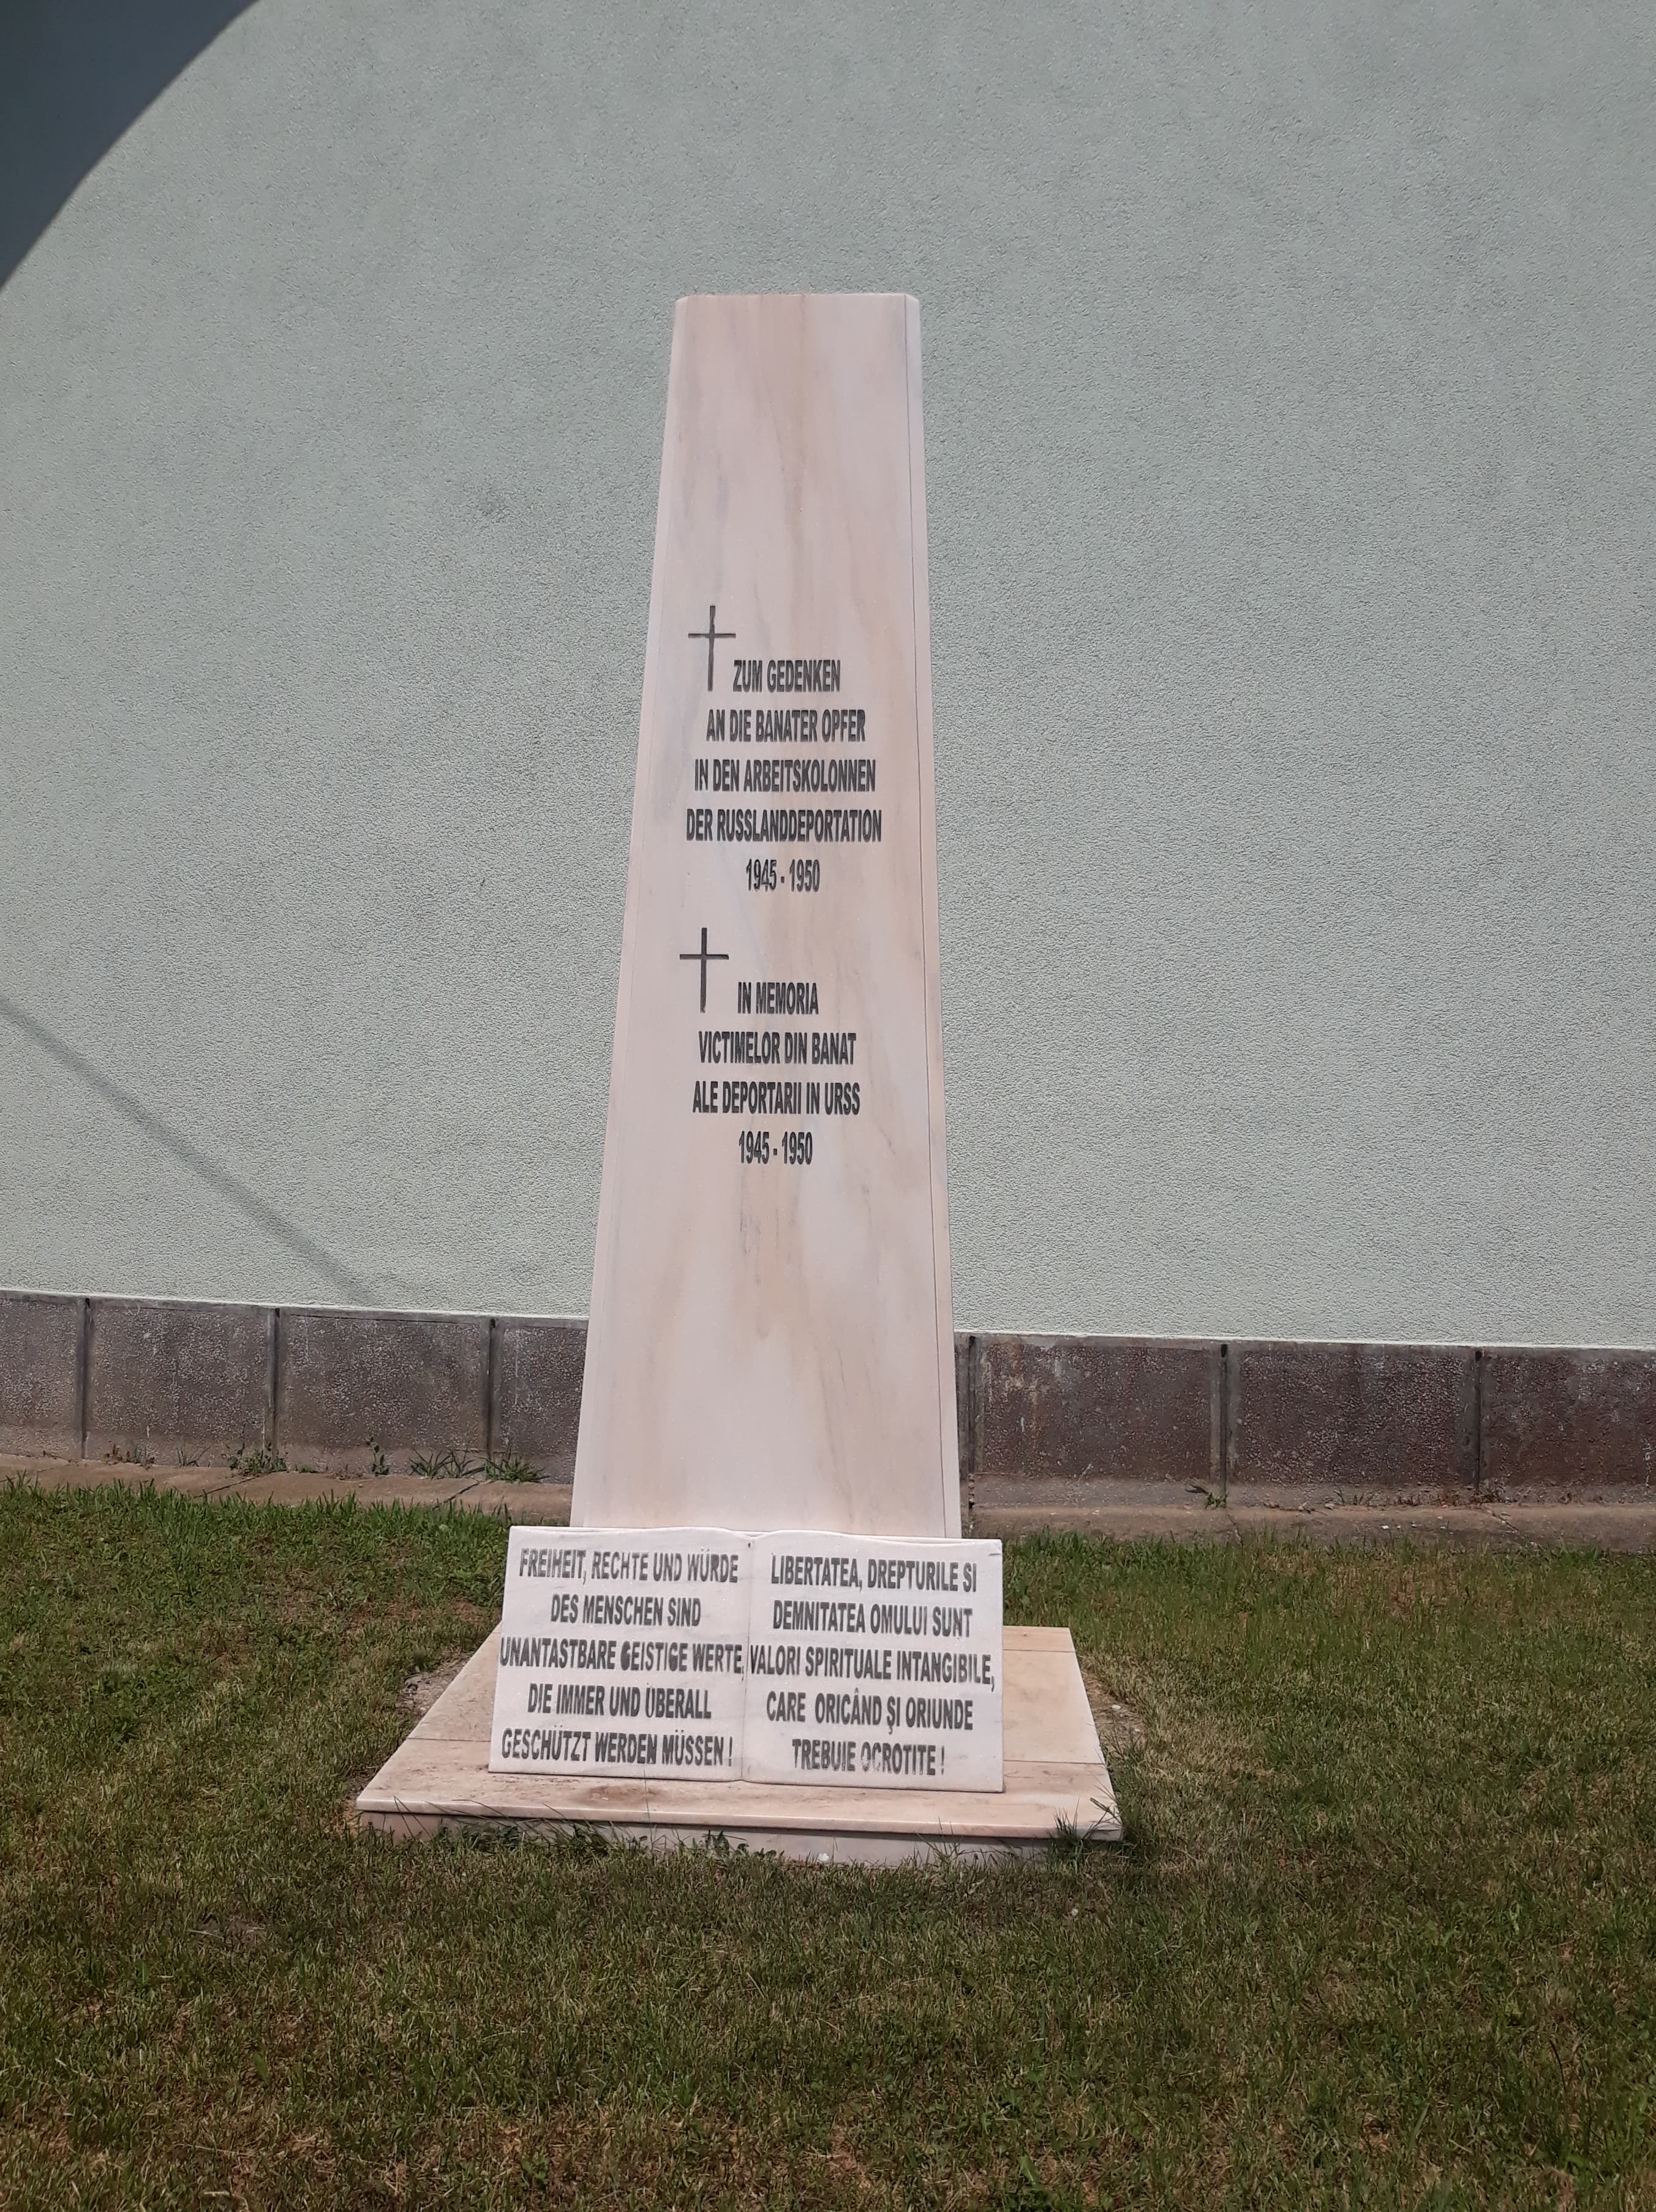 ZUM GEDENKEN
AN DIE BANATER OPFER
IN DEN ARBEITSKOLONNEN
DER RUSSLANDDEPORTATION
1945 - 1950
IN MEMORIA
VICTIMELOR DIN BANAT
ALE DEPORTARII IN URSS
1945 - 1950
FREIHEIT, RECHTE UND WÜRDE
DES MENSCHEN SIND
UNANTASTBARE GEISTIGE WERTE,
DIE IMMER UND ÜBERALL
GESCHÜTZT WERDEN MÜSSEN !
LIBERTATEA, DREPTURILE SI
DEMNITATEA OMULUI SUNT
VALORI SPIRITUALE INTANGIBILE,
CARE ORICÂND ŞI ORIUNDE
TREBUIE OCROTITE !